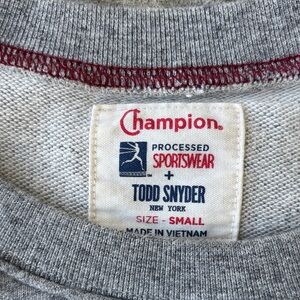 Champion®
PROCESSED
SPORTSWEAR
+
TODD SNYDER
NEW YORK
SIZE - SMALL
MADE IN VIETNAM